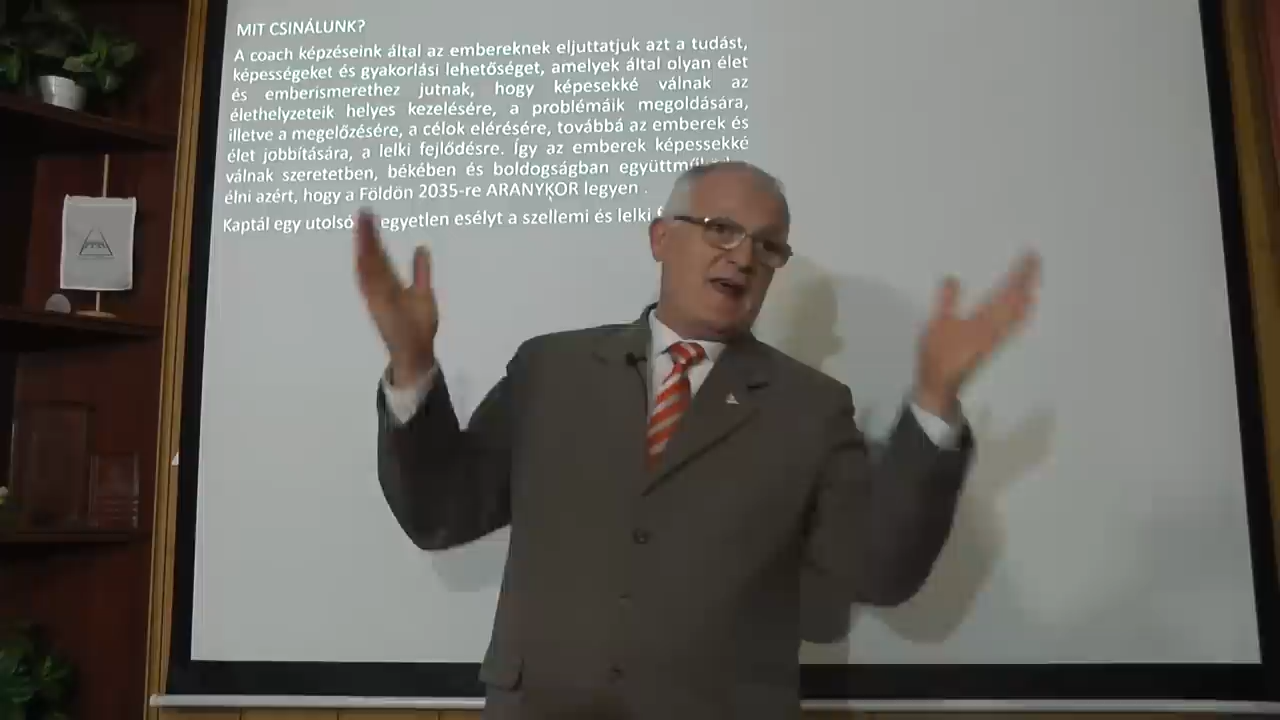 MIT CSINÁLUNK?
A coach képzéseink által az embereknek eljuttatjuk azt a tudást,
képességeket és gyakorlási lehetőséget, amelyek által olyan élet
és emberismerethez jutnak, hogy képesekké válnak az
élethelyzeteik helyes kezelésére, a problémáik megoldására,
illetve a megelőzésére, a célok elérésére, továbbá az emberek és
élet jobbítására, a lelki fejlődésre. Így az emberek képessekké
válnak szeretetben, békében és boldogságban
élni azért, hogy a Földön 2035-re ARANYKOR legyen .
Kaptál egy utolsó egyetlen esélyt a szellemi és lelki